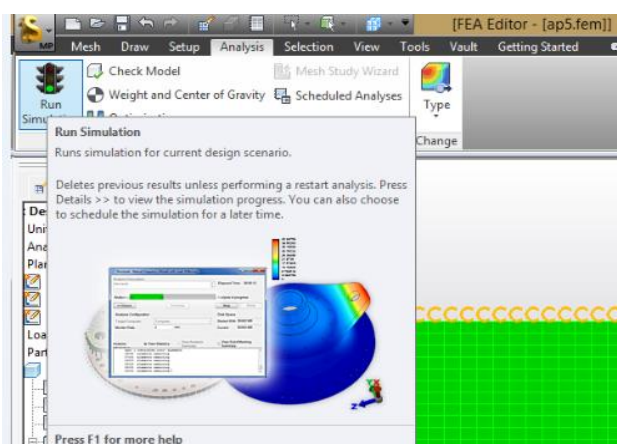 [FEA Editor - [ap5.fem]]
MP
Mesh Draw Setup Analysis Selection View Tools Vault Getting Started
Check Model
Mesh Study Wizard
Weight and Center of Gravity
Scheduled Analyses
Run
Type
Change
Run Simulation
Runs simulation for current design scenario.
Deletes previous results unless performing a restart analysis. Press
Details >> to view the simulation progress. You can also choose
to schedule the simulation for a later time.
Press F1 for more help